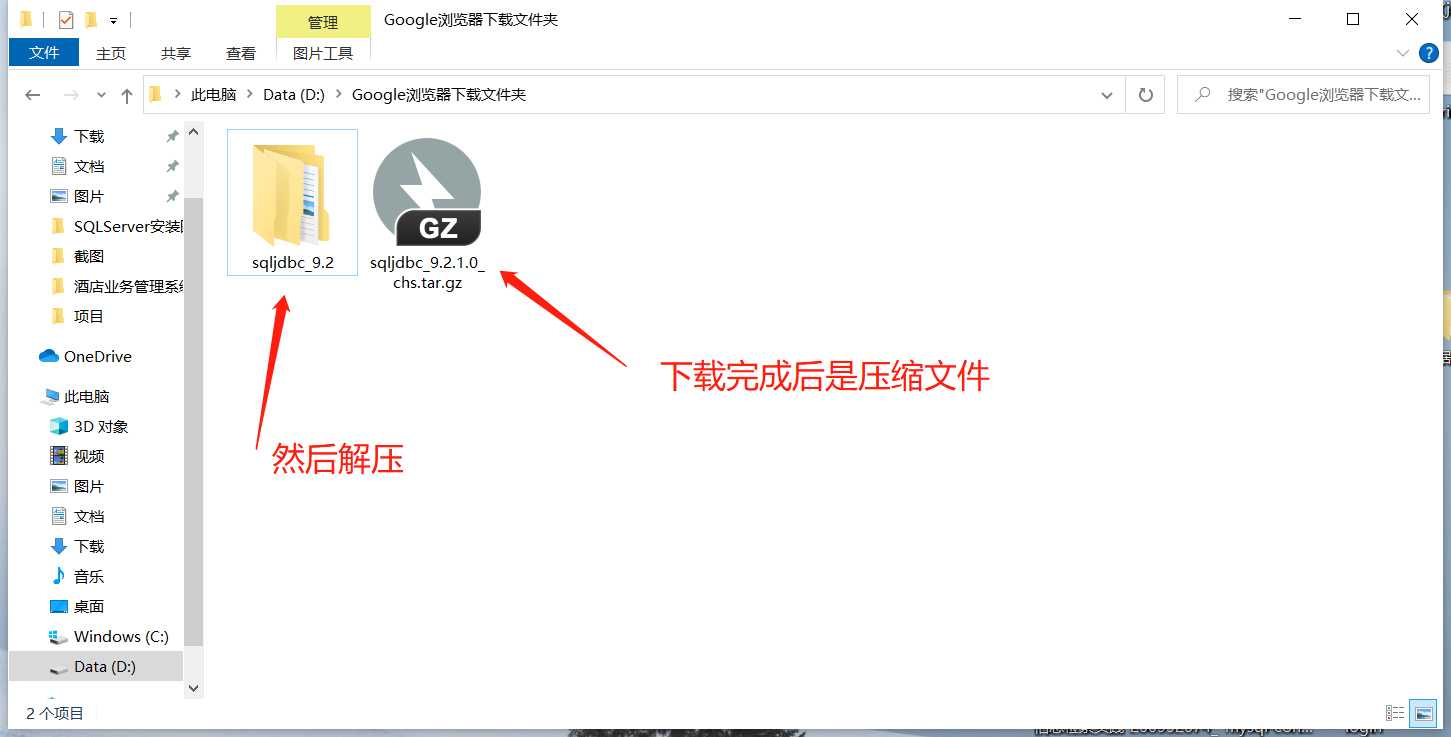 管理
Google浏览器下载文件夹
文件
主页
共享
查看
图片工具
此电脑
Data (D:)
Google浏览器下载文件夹
搜索"Google浏览器下载文...
下载
文档
图片
SQLServer安装
截图
酒店业务管理系统
项目
OneDrive
此电脑
3D 对象
视频
图片
文档
下载
音乐
桌面
Windows (C:)
Data (D:)
GZ
sqljdbc_9.2
sqljdbc_9.2.1.0_
chs.tar.gz
下载完成后是压缩文件
然后解压
2 个项目